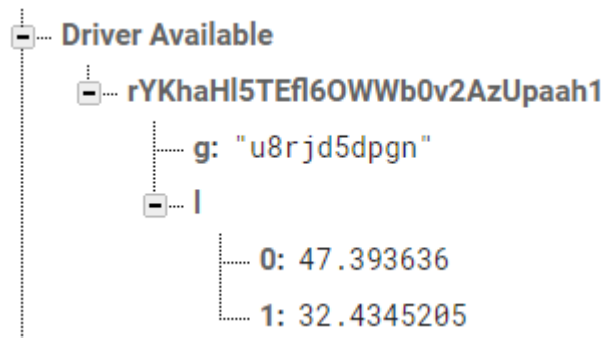 Driver Available
rYKhaHl5TEfl6OWWb0v2AzUpaah1
g: "u8rjd5dpgn"
l
0: 47.393636
1: 32.4345205